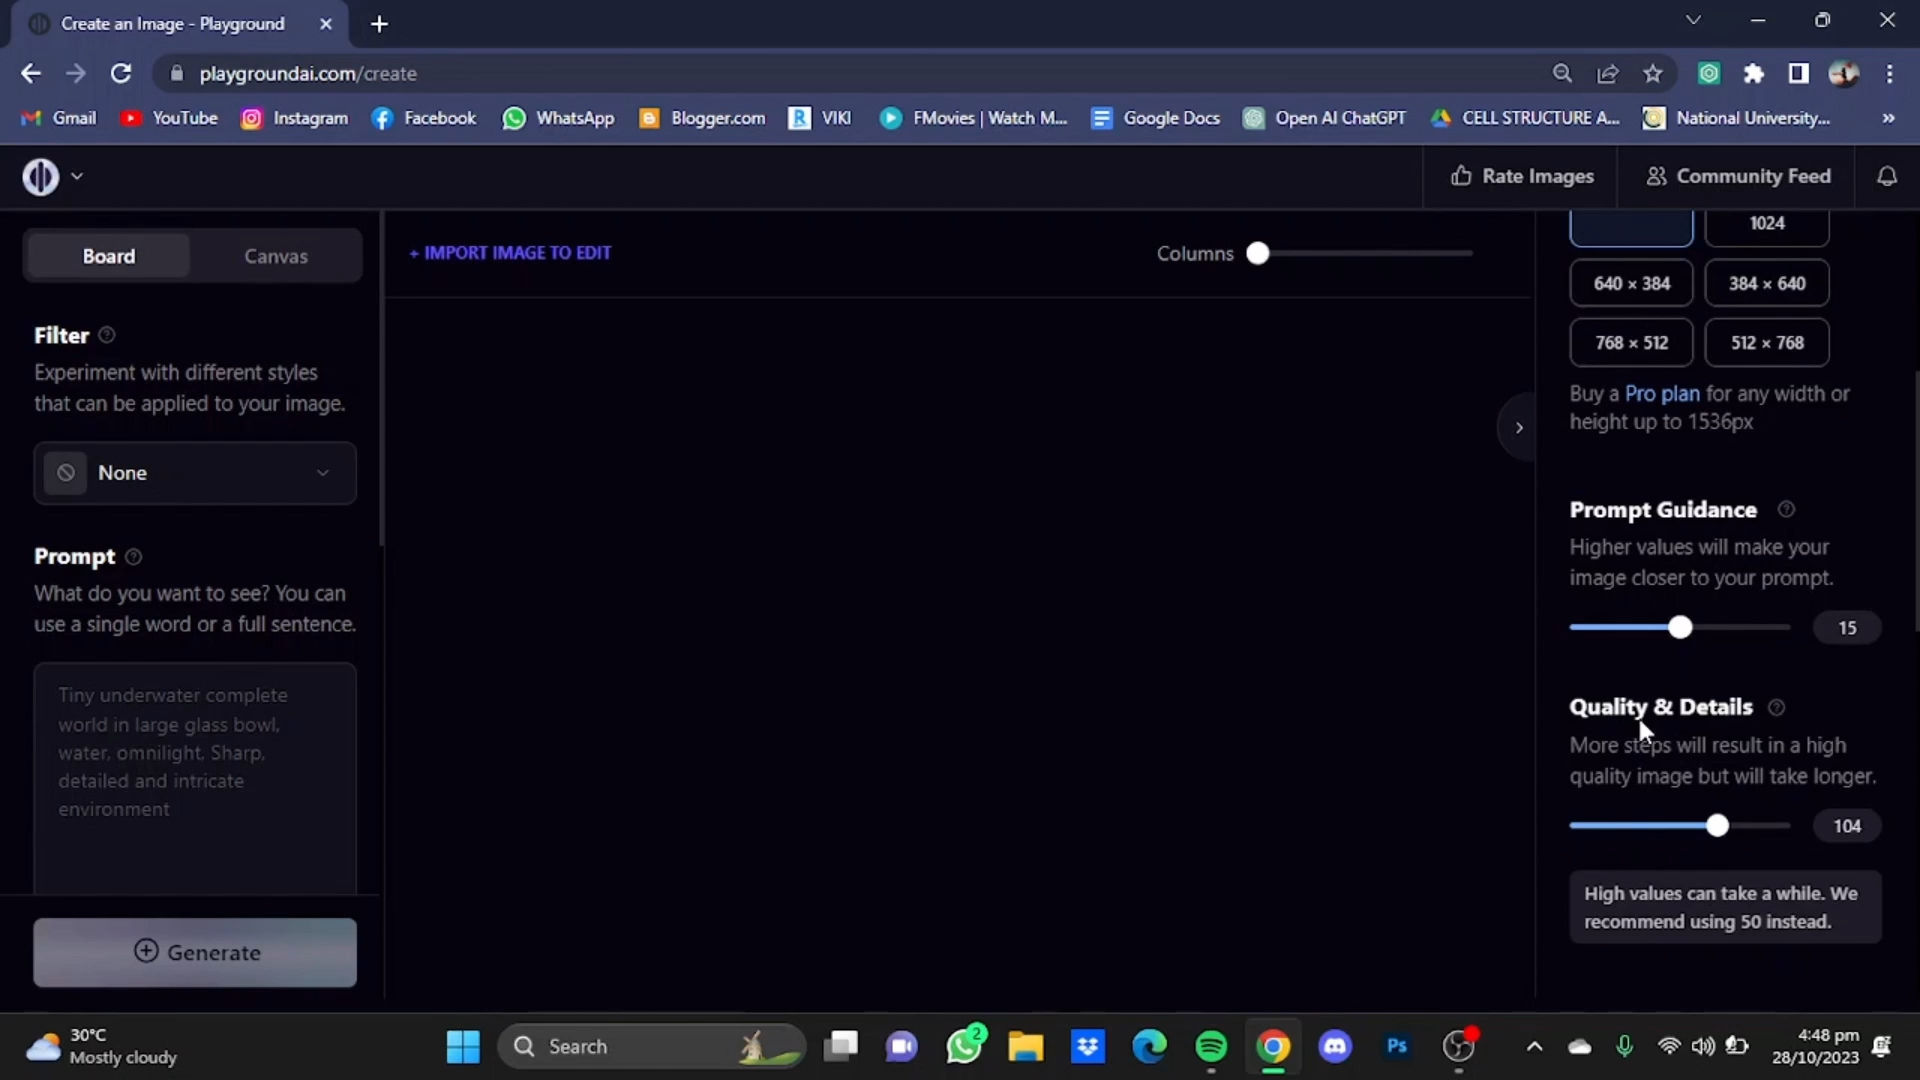 Create an Image - Playground
playgroundai.com/create
Gmail
YouTube
Instagram
Facebook
WhatsApp
Blogger.com
VIKI
FMovies | Watch M...
Google Docs
Open AI ChatGPT
CELL STRUCTURE A...
National University...
»
Rate Images
Community Feed
Board
Canvas
+ IMPORT IMAGE TO EDIT
Columns
1024
640 × 384
384 × 640
768 × 512
512 × 768
Buy a Pro plan for any width or
height up to 1536px
Filter
Experiment with different styles
that can be applied to your image.
None
Prompt
What do you want to see? You can
use a single word or a full sentence.
Tiny underwater complete
world in large glass bowl,
water, omnilight, Sharp,
detailed and intricate
environment
Generate
Prompt Guidance
Higher values will make your
image closer to your prompt.
15
Quality & Details
More steps will result in a high
quality image but will take longer.
104
High values can take a while. We
recommend using 50 instead.
30°C
Mostly cloudy
Search
2
Ps
4:48 pm
28/10/2023